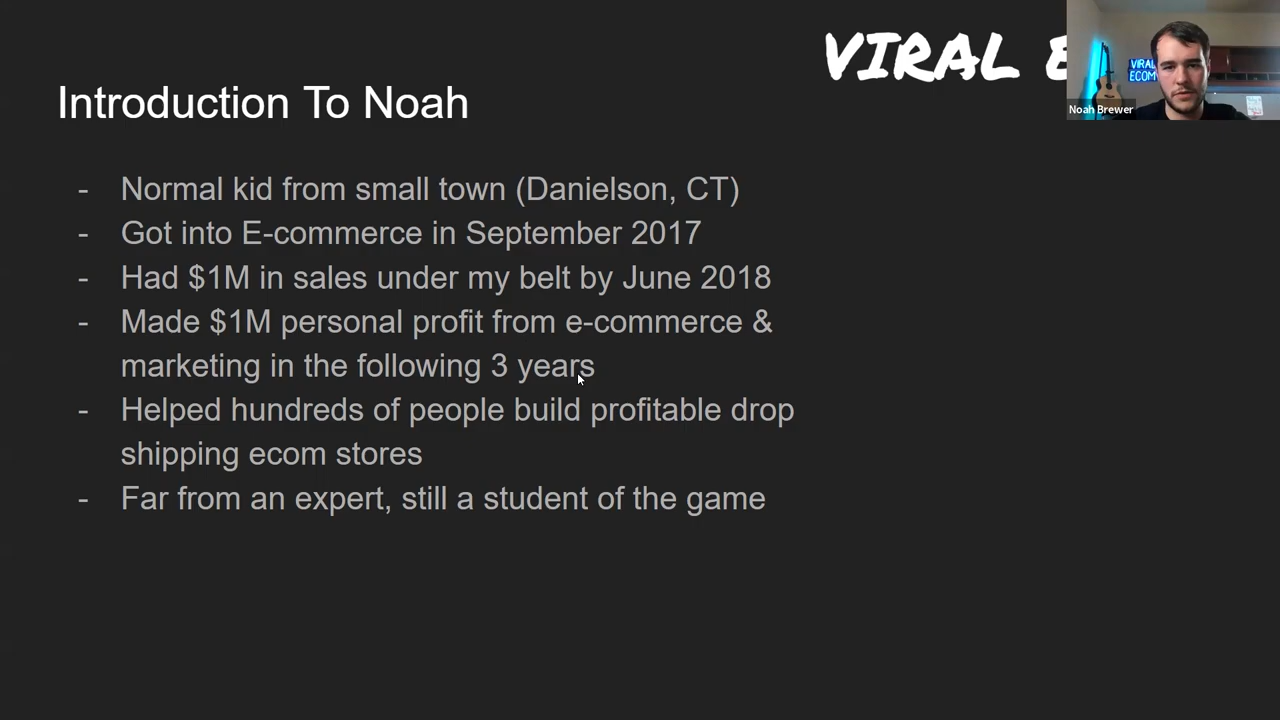 VIRAL
VIRAL
ECOM
Noah Brewer
Introduction To Noah
- Normal kid from small town (Danielson, CT)
- Got into E-commerce in September 2017
- Had $1M in sales under my belt by June 2018
- Made $1M personal profit from e-commerce &
marketing in the following 3 years
- Helped hundreds of people build profitable drop
shipping ecom stores
- Far from an expert, still a student of the game